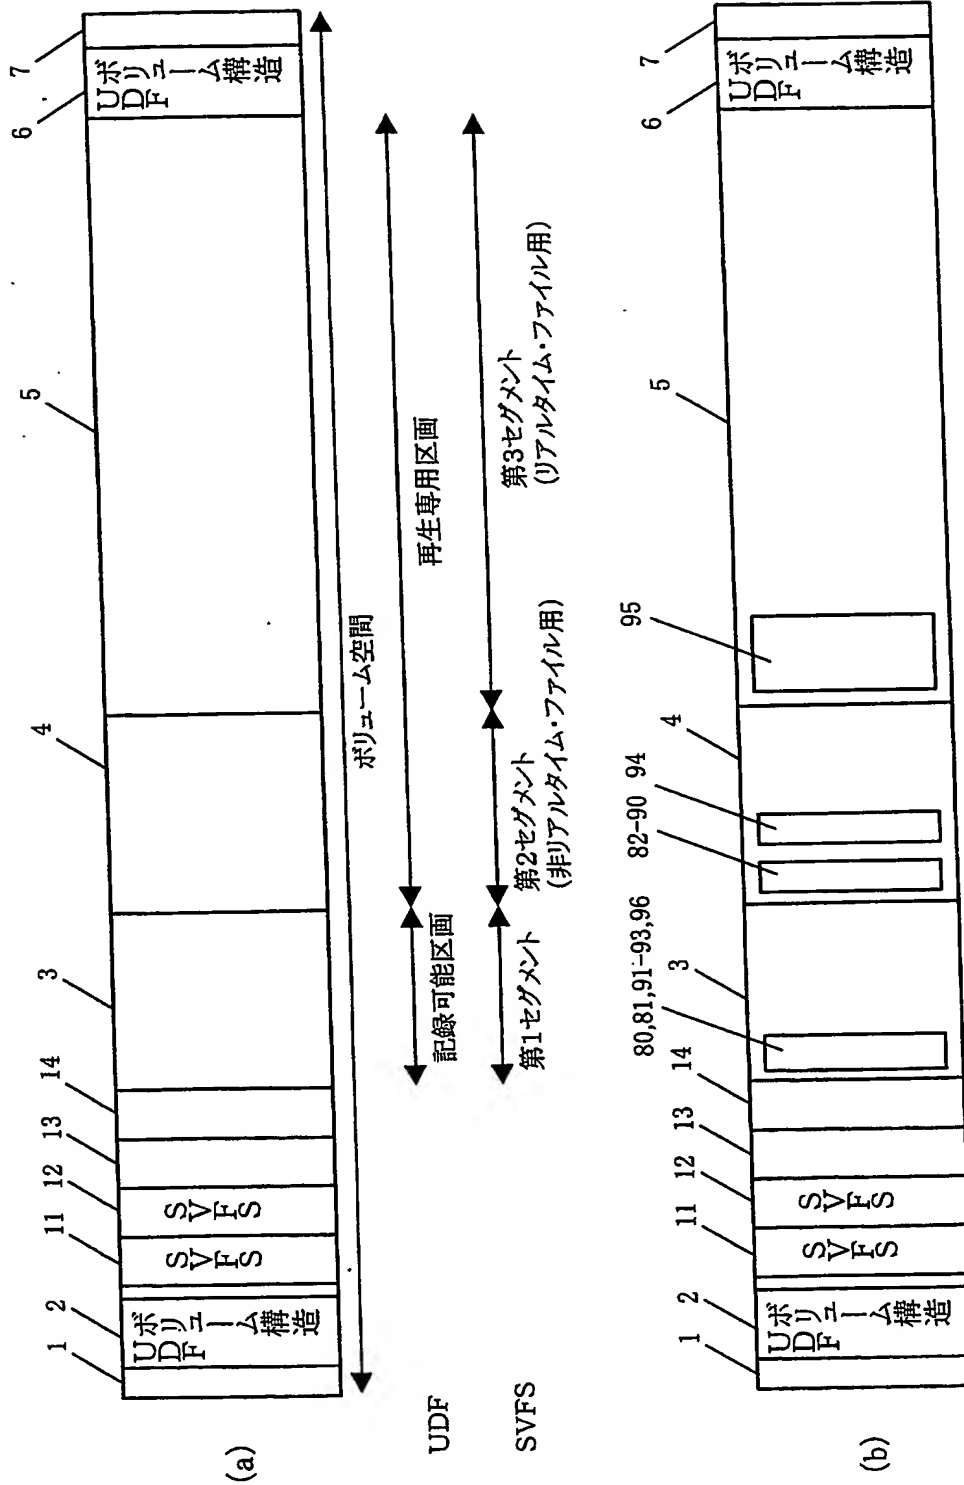 (a)
1
2
11
12
13
14
3
4
5
6
7
UDF
ボリューム構造
SVFS
SVFS
UDF
ボリューム構造
ボリューム空間
UDF
記録可能区画
再生専用区画
SVFS
第1セグメント
第2セグメント
(非リアルタイム・ファイル用)
第3セグメント
(リアルタイム・ファイル用)
(b)
1
2
11
12
13
14
3
80,81,91-93,96
82-90
94
4
95
5
6
7
UDF
ボリューム構造
SVFS
SVFS
UDF
ボリューム構造